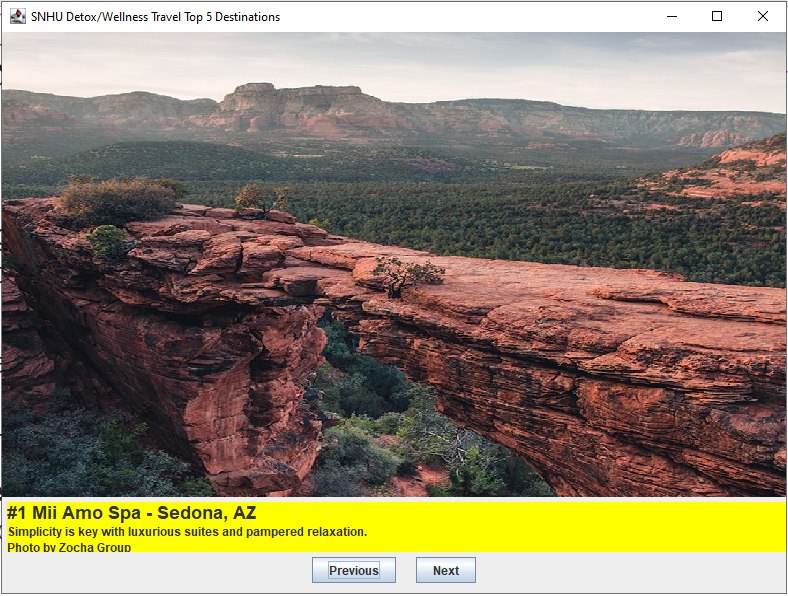 SNHU Detox/Wellness Travel Top 5 Destinations
#1 Mii Amo Spa - Sedona, AZ
Simplicity is key with luxurious suites and pampered relaxation.
Photo by Zocha Group
Previous
Next